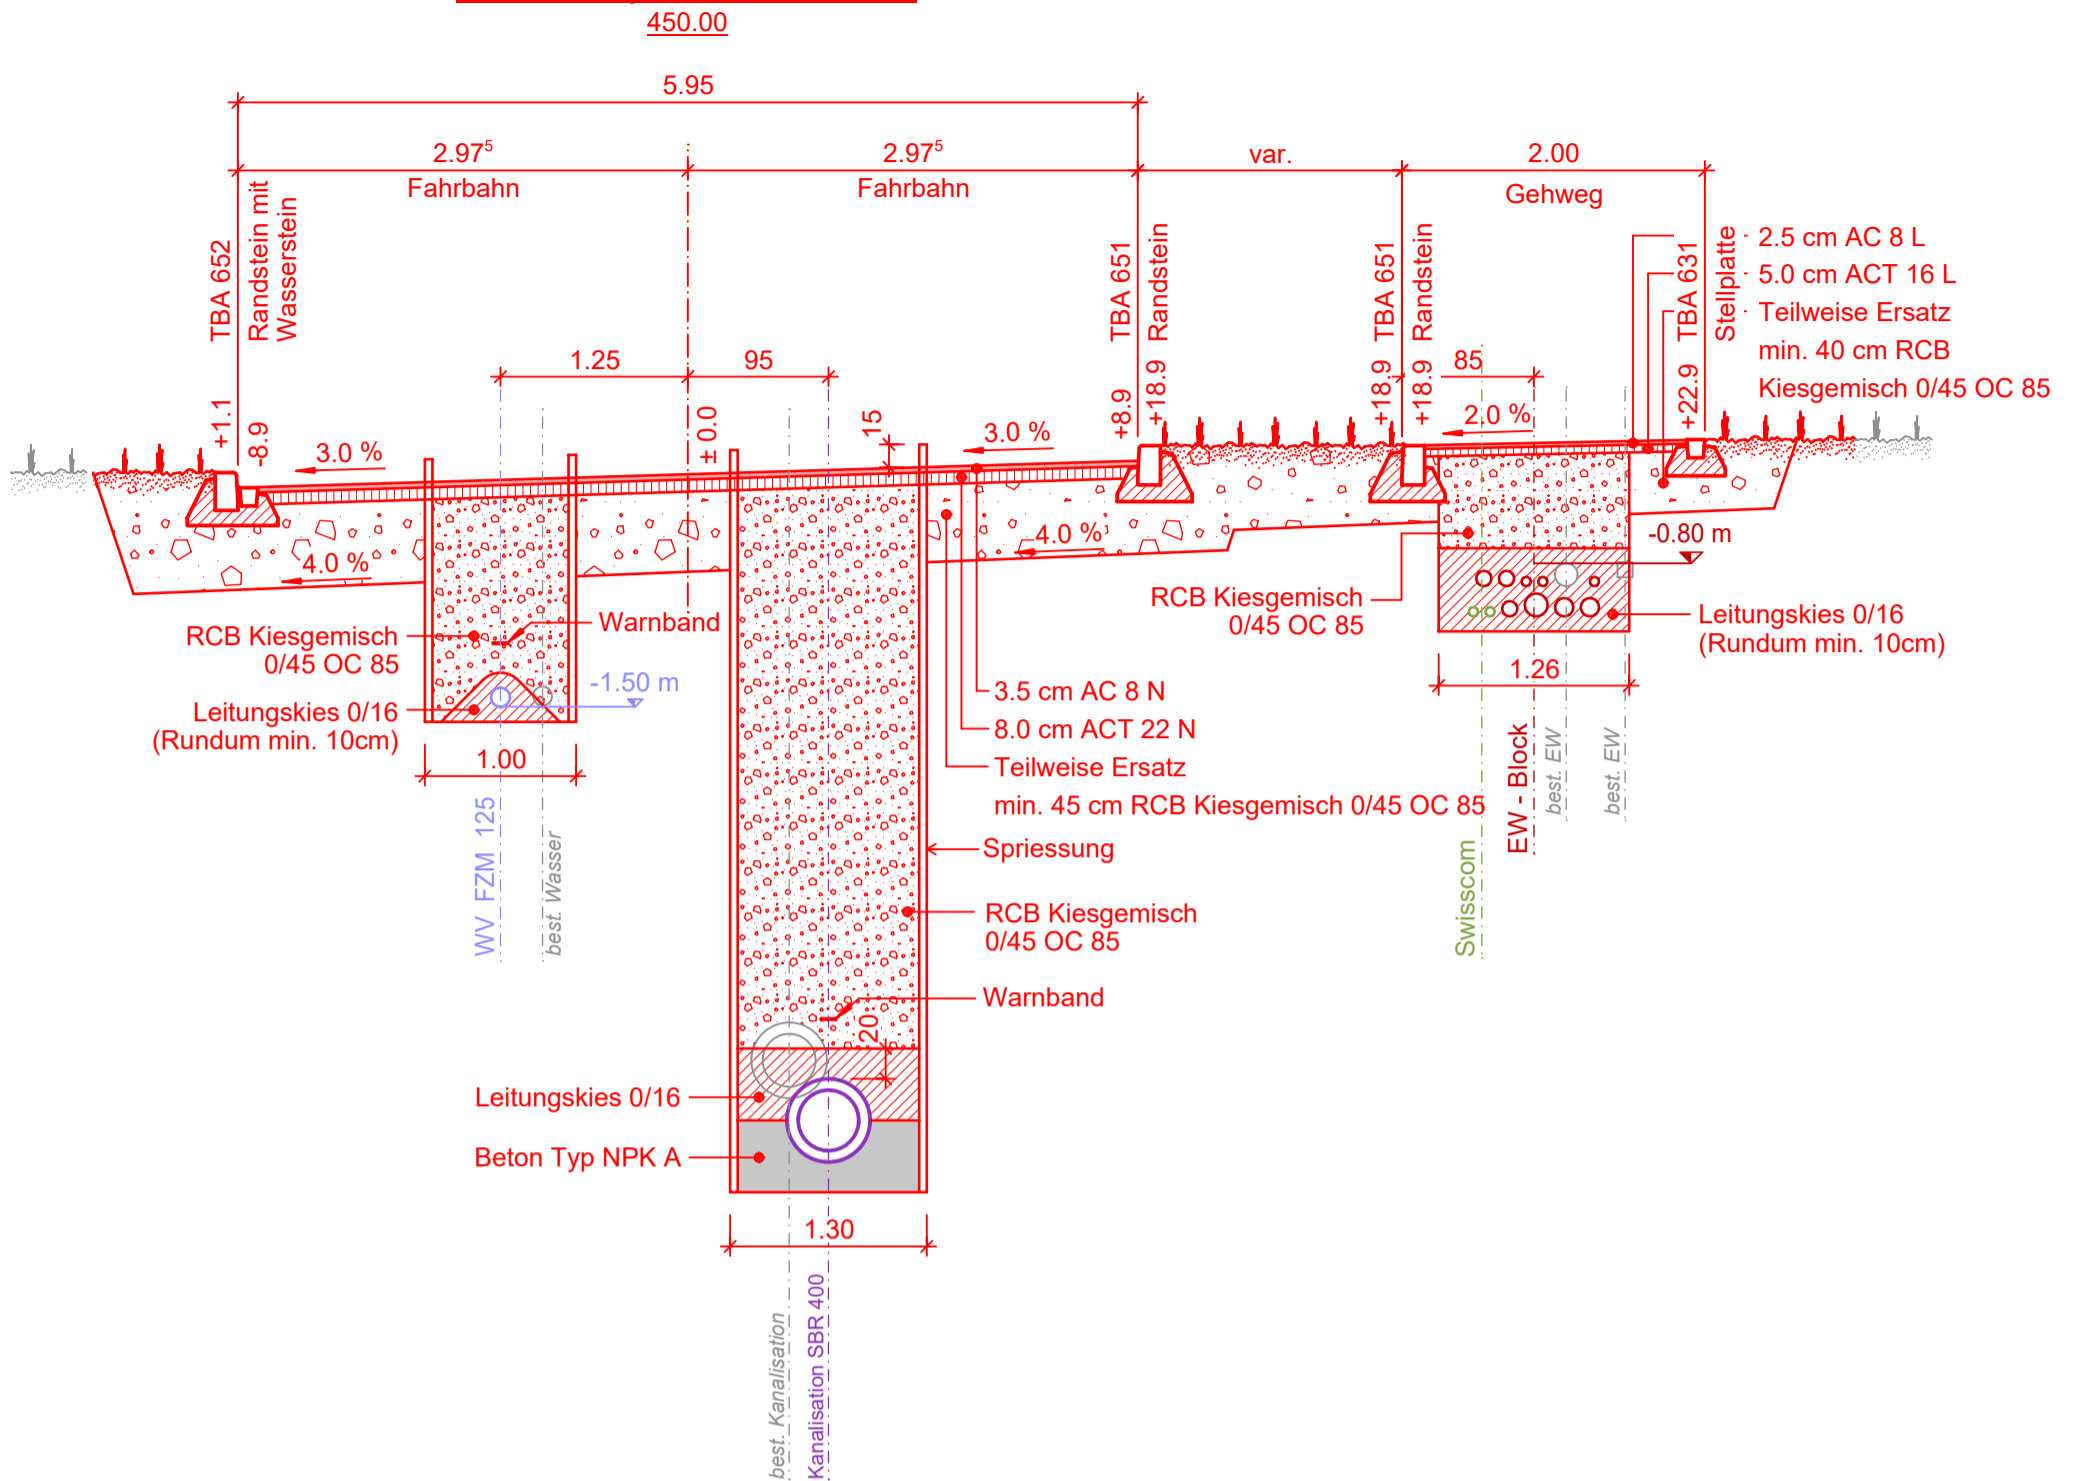 450.00
5.95
2.97⁵
2.97⁵
var.
2.00
Fahrbahn
Fahrbahn
Gehweg
TBA 652
Randstein mit
Wasserstein
TBA 651
Randstein
TBA 651
Randstein
TBA 631
Stellplatte
2.5 cm AC 8 L
5.0 cm ACT 16 L
Teilweise Ersatz
min. 40 cm RCB
Kiesgemisch 0/45 OC 85
1.25
95
85
+1.1
-8.9
± 0.0
15
+8.9
+18.9
+18.9
+18.9
+22.9
3.0 %
3.0 %
2.0 %
4.0 %
4.0 %
-0.80 m
RCB Kiesgemisch
0/45 OC 85
Warnband
-1.50 m
Leitungskies 0/16
(Rundum min. 10cm)
1.00
RCB Kiesgemisch
0/45 OC 85
Leitungskies 0/16
(Rundum min. 10cm)
1.26
3.5 cm AC 8 N
8.0 cm ACT 22 N
Teilweise Ersatz
min. 45 cm RCB Kiesgemisch 0/45 OC 85
Spriessung
RCB Kiesgemisch
0/45 OC 85
Warnband
20
WV FZM 125
best. Wasser
Swisscom
EW - Block
best. EW
best. EW
Leitungskies 0/16
Beton Typ NPK A
1.30
best. Kanalisation
Kanalisation SBR 400